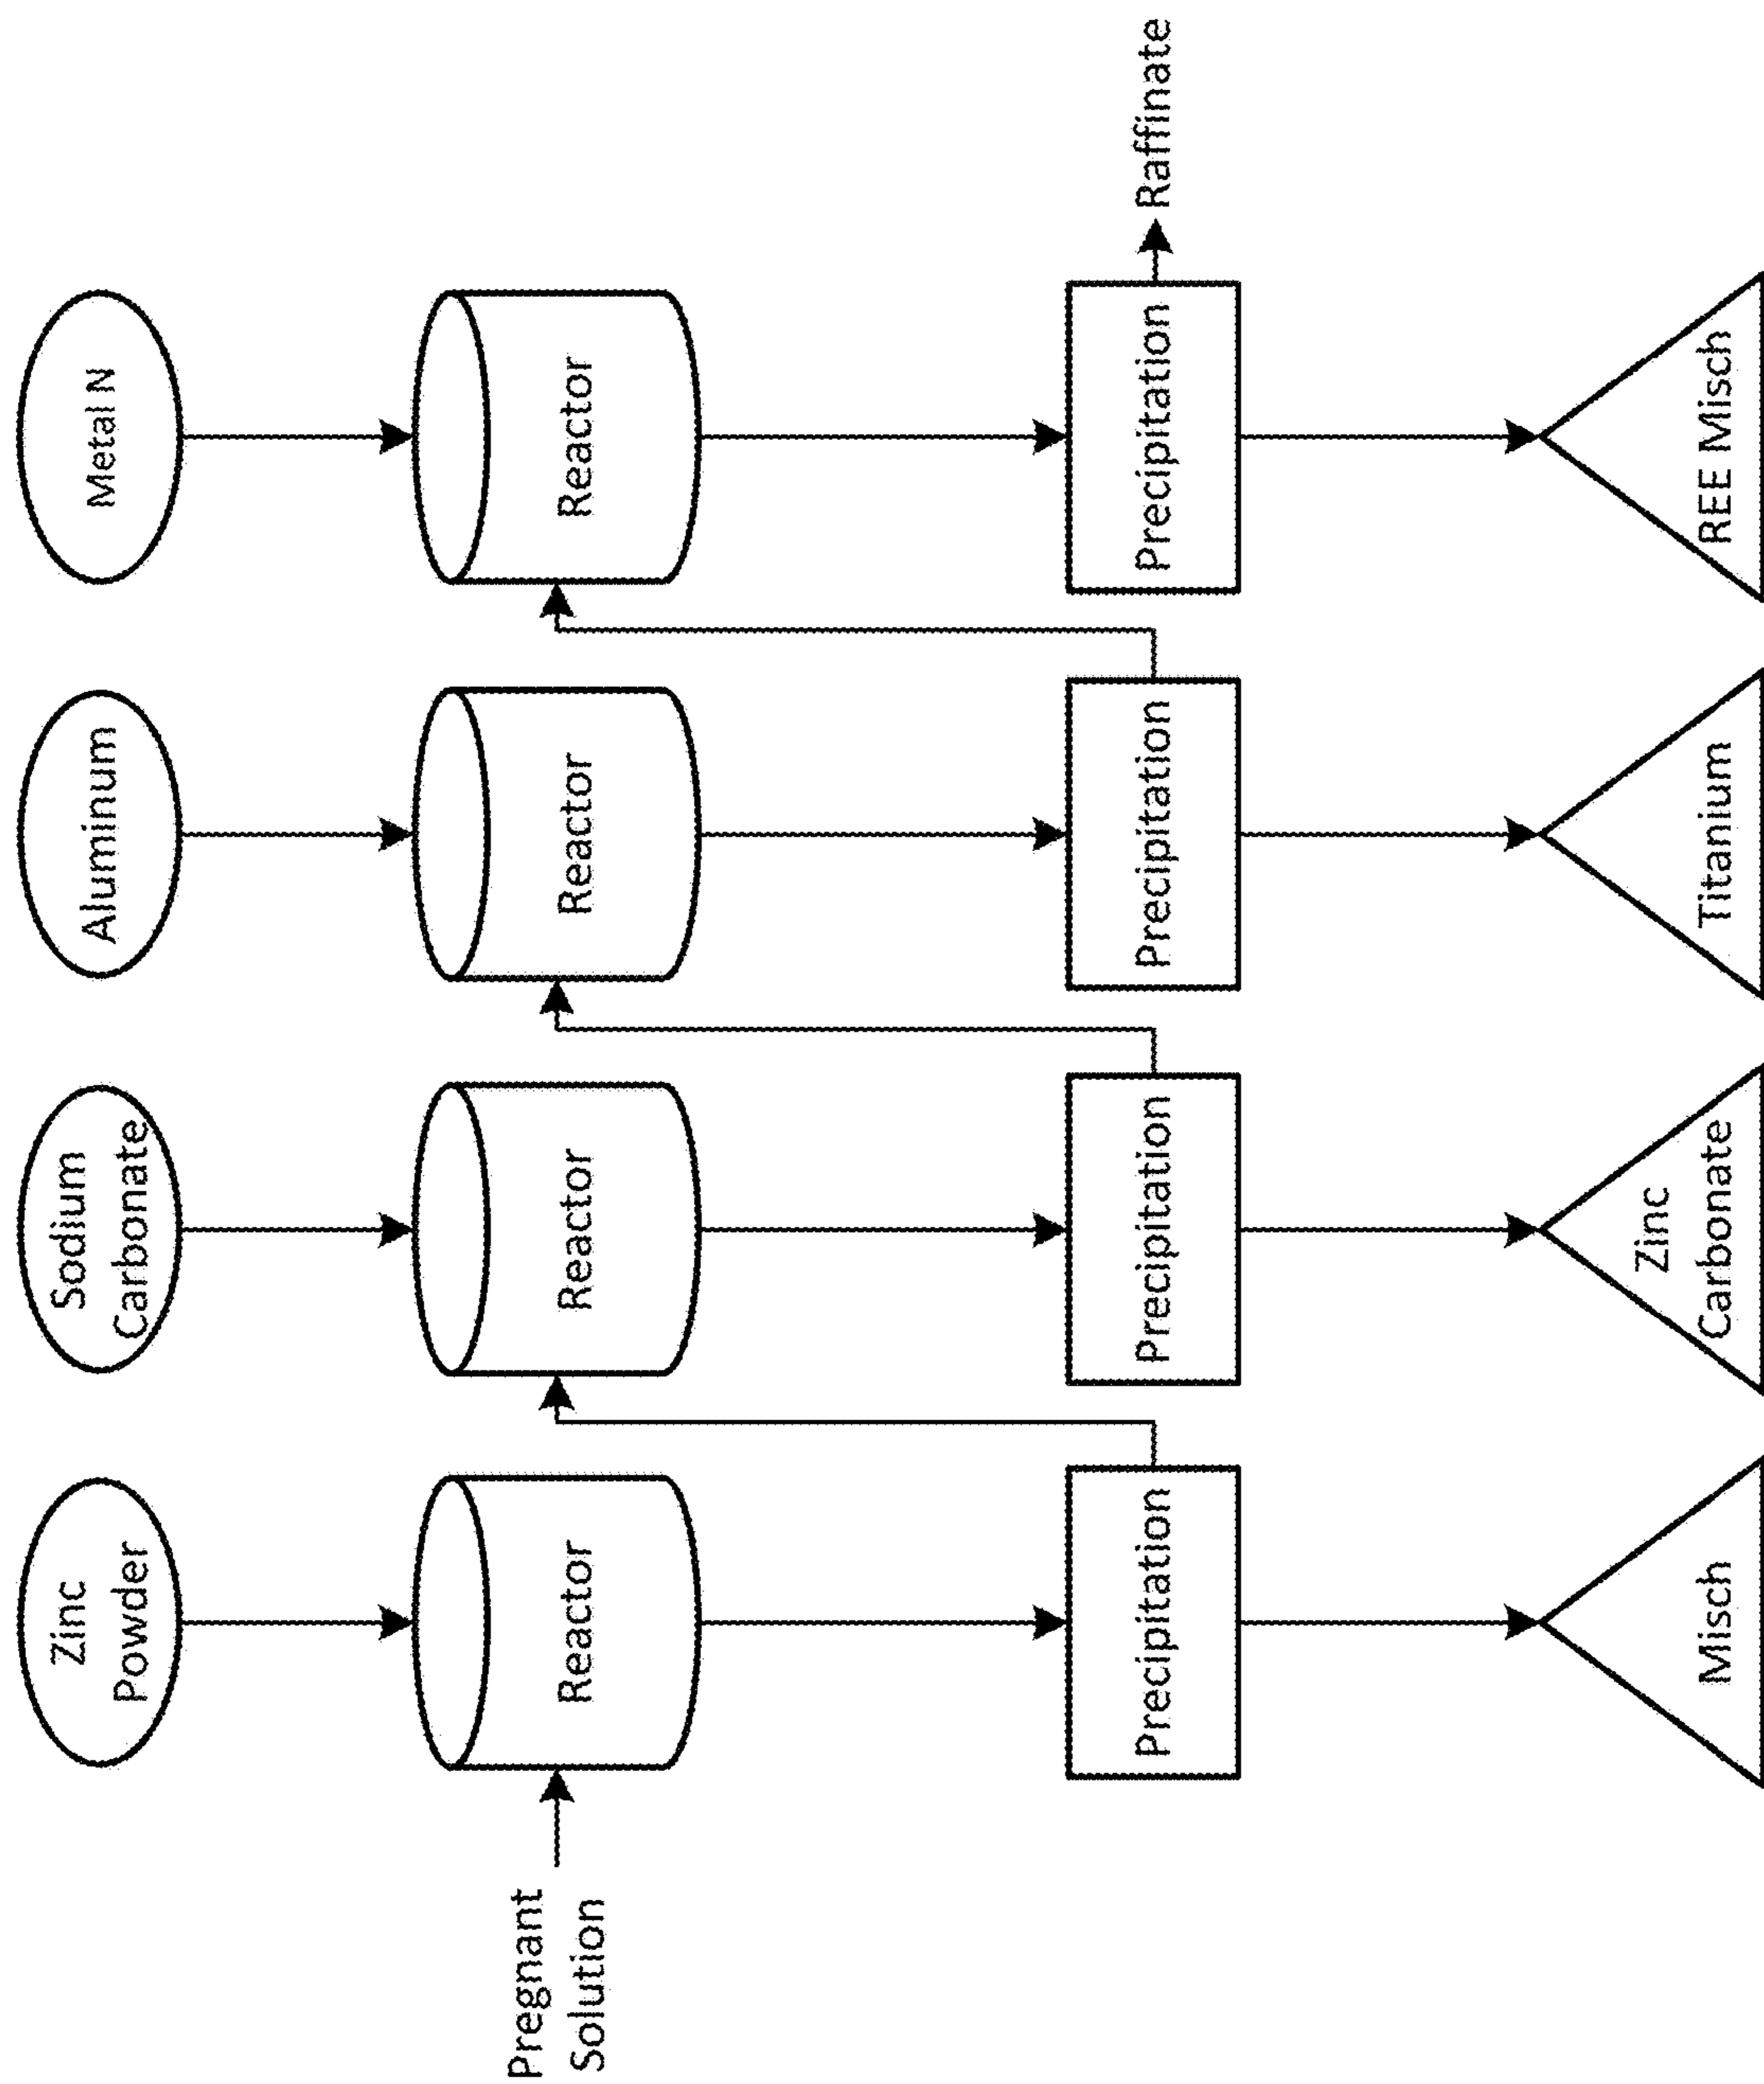 Zinc
Powder
Sodium
Carbonate
Aluminum
Metal N
Pregnant
Solution
Reactor
Reactor
Reactor
Reactor
Precipitation
Precipitation
Precipitation
Precipitation
Raffinate
Misch
Zinc
Carbonate
Titanium
REE Misch